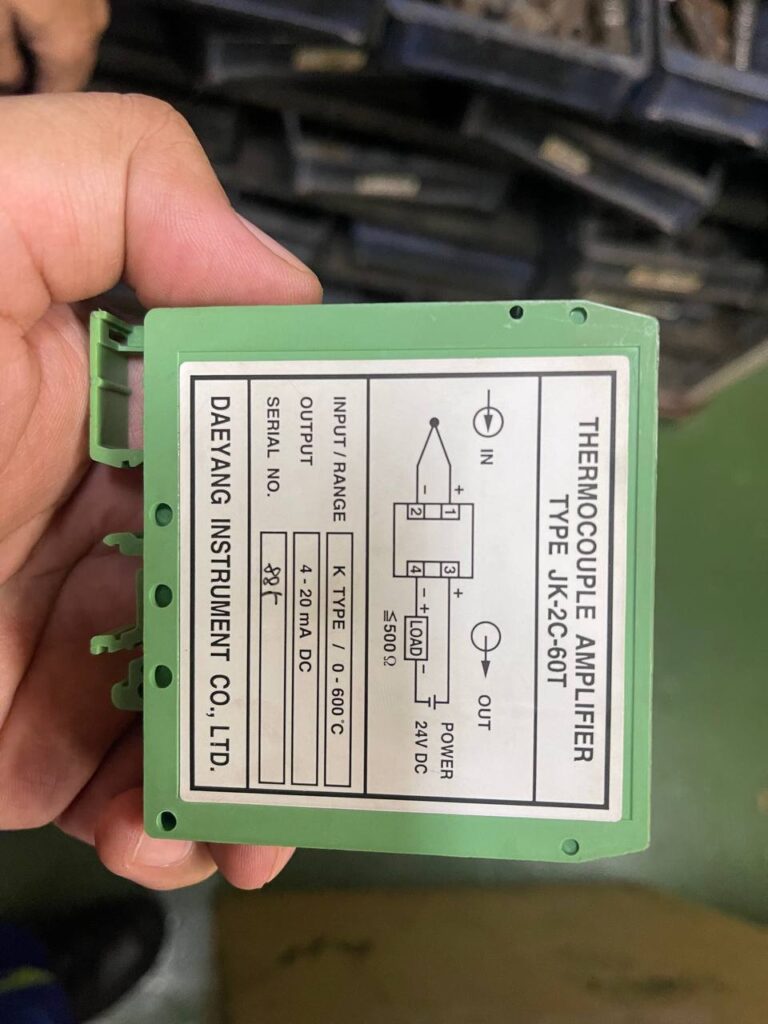 THERMOCOUPLE AMPLIFIER
TYPE JK-2C-60T
IN
OUT
+ 1 3 +
- 2 4 - + LOAD -
≦500Ω
POWER
24V DC
INPUT / RANGE K TYPE / 0 - 600 °C
OUTPUT 4 - 20 mA DC
SERIAL NO.
DAEYANG INSTRUMENT CO., LTD.